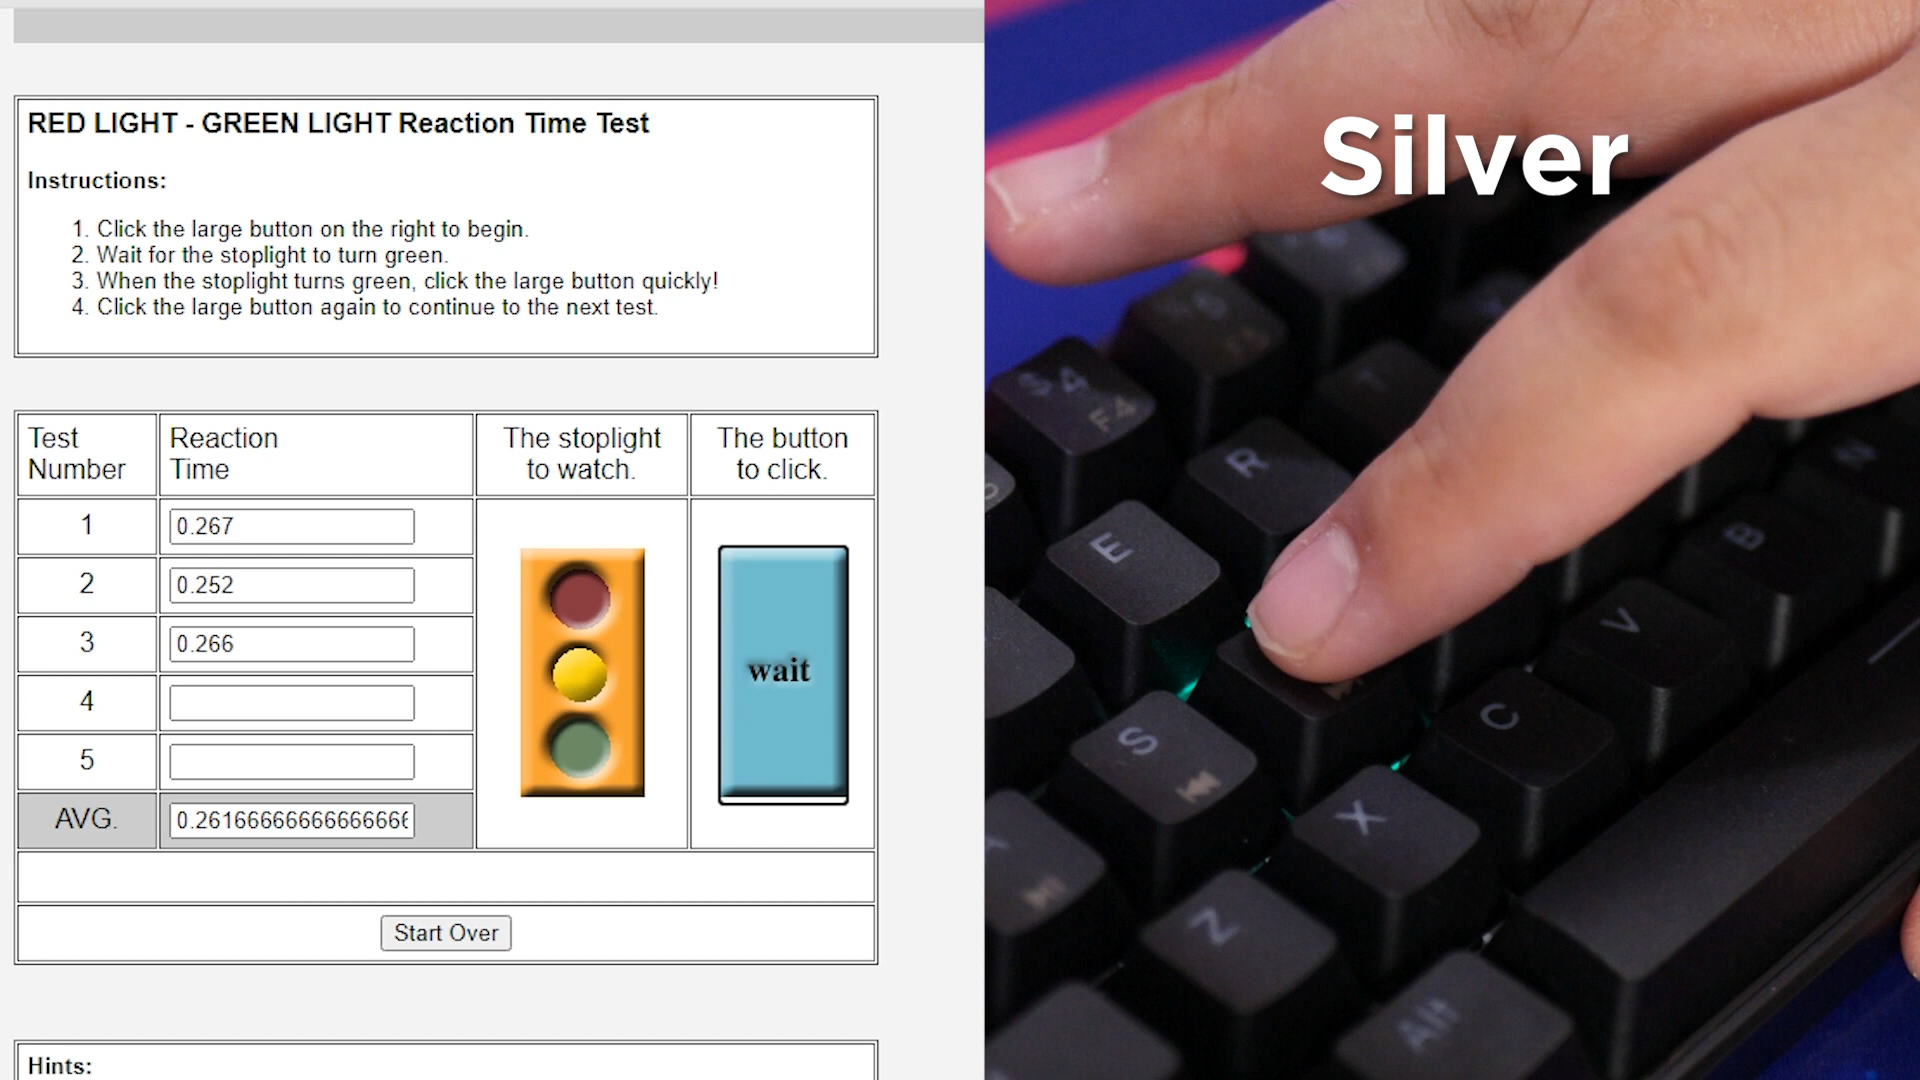 RED LIGHT - GREEN LIGHT Reaction Time Test
Instructions:
1. Click the large button on the right to begin.
2. Wait for the stoplight to turn green.
3. When the stoplight turns green, click the large button quickly!
4. Click the large button again to continue to the next test.
Test Number
Reaction Time
The stoplight to watch.
The button to click.
1
0.267
2
0.252
3
0.266
4
5
AVG.
0.2616666666666666
wait
Start Over
Hints:
Silver
$ 4
F4
R
E
S
X
C
V
B
Z
Alt